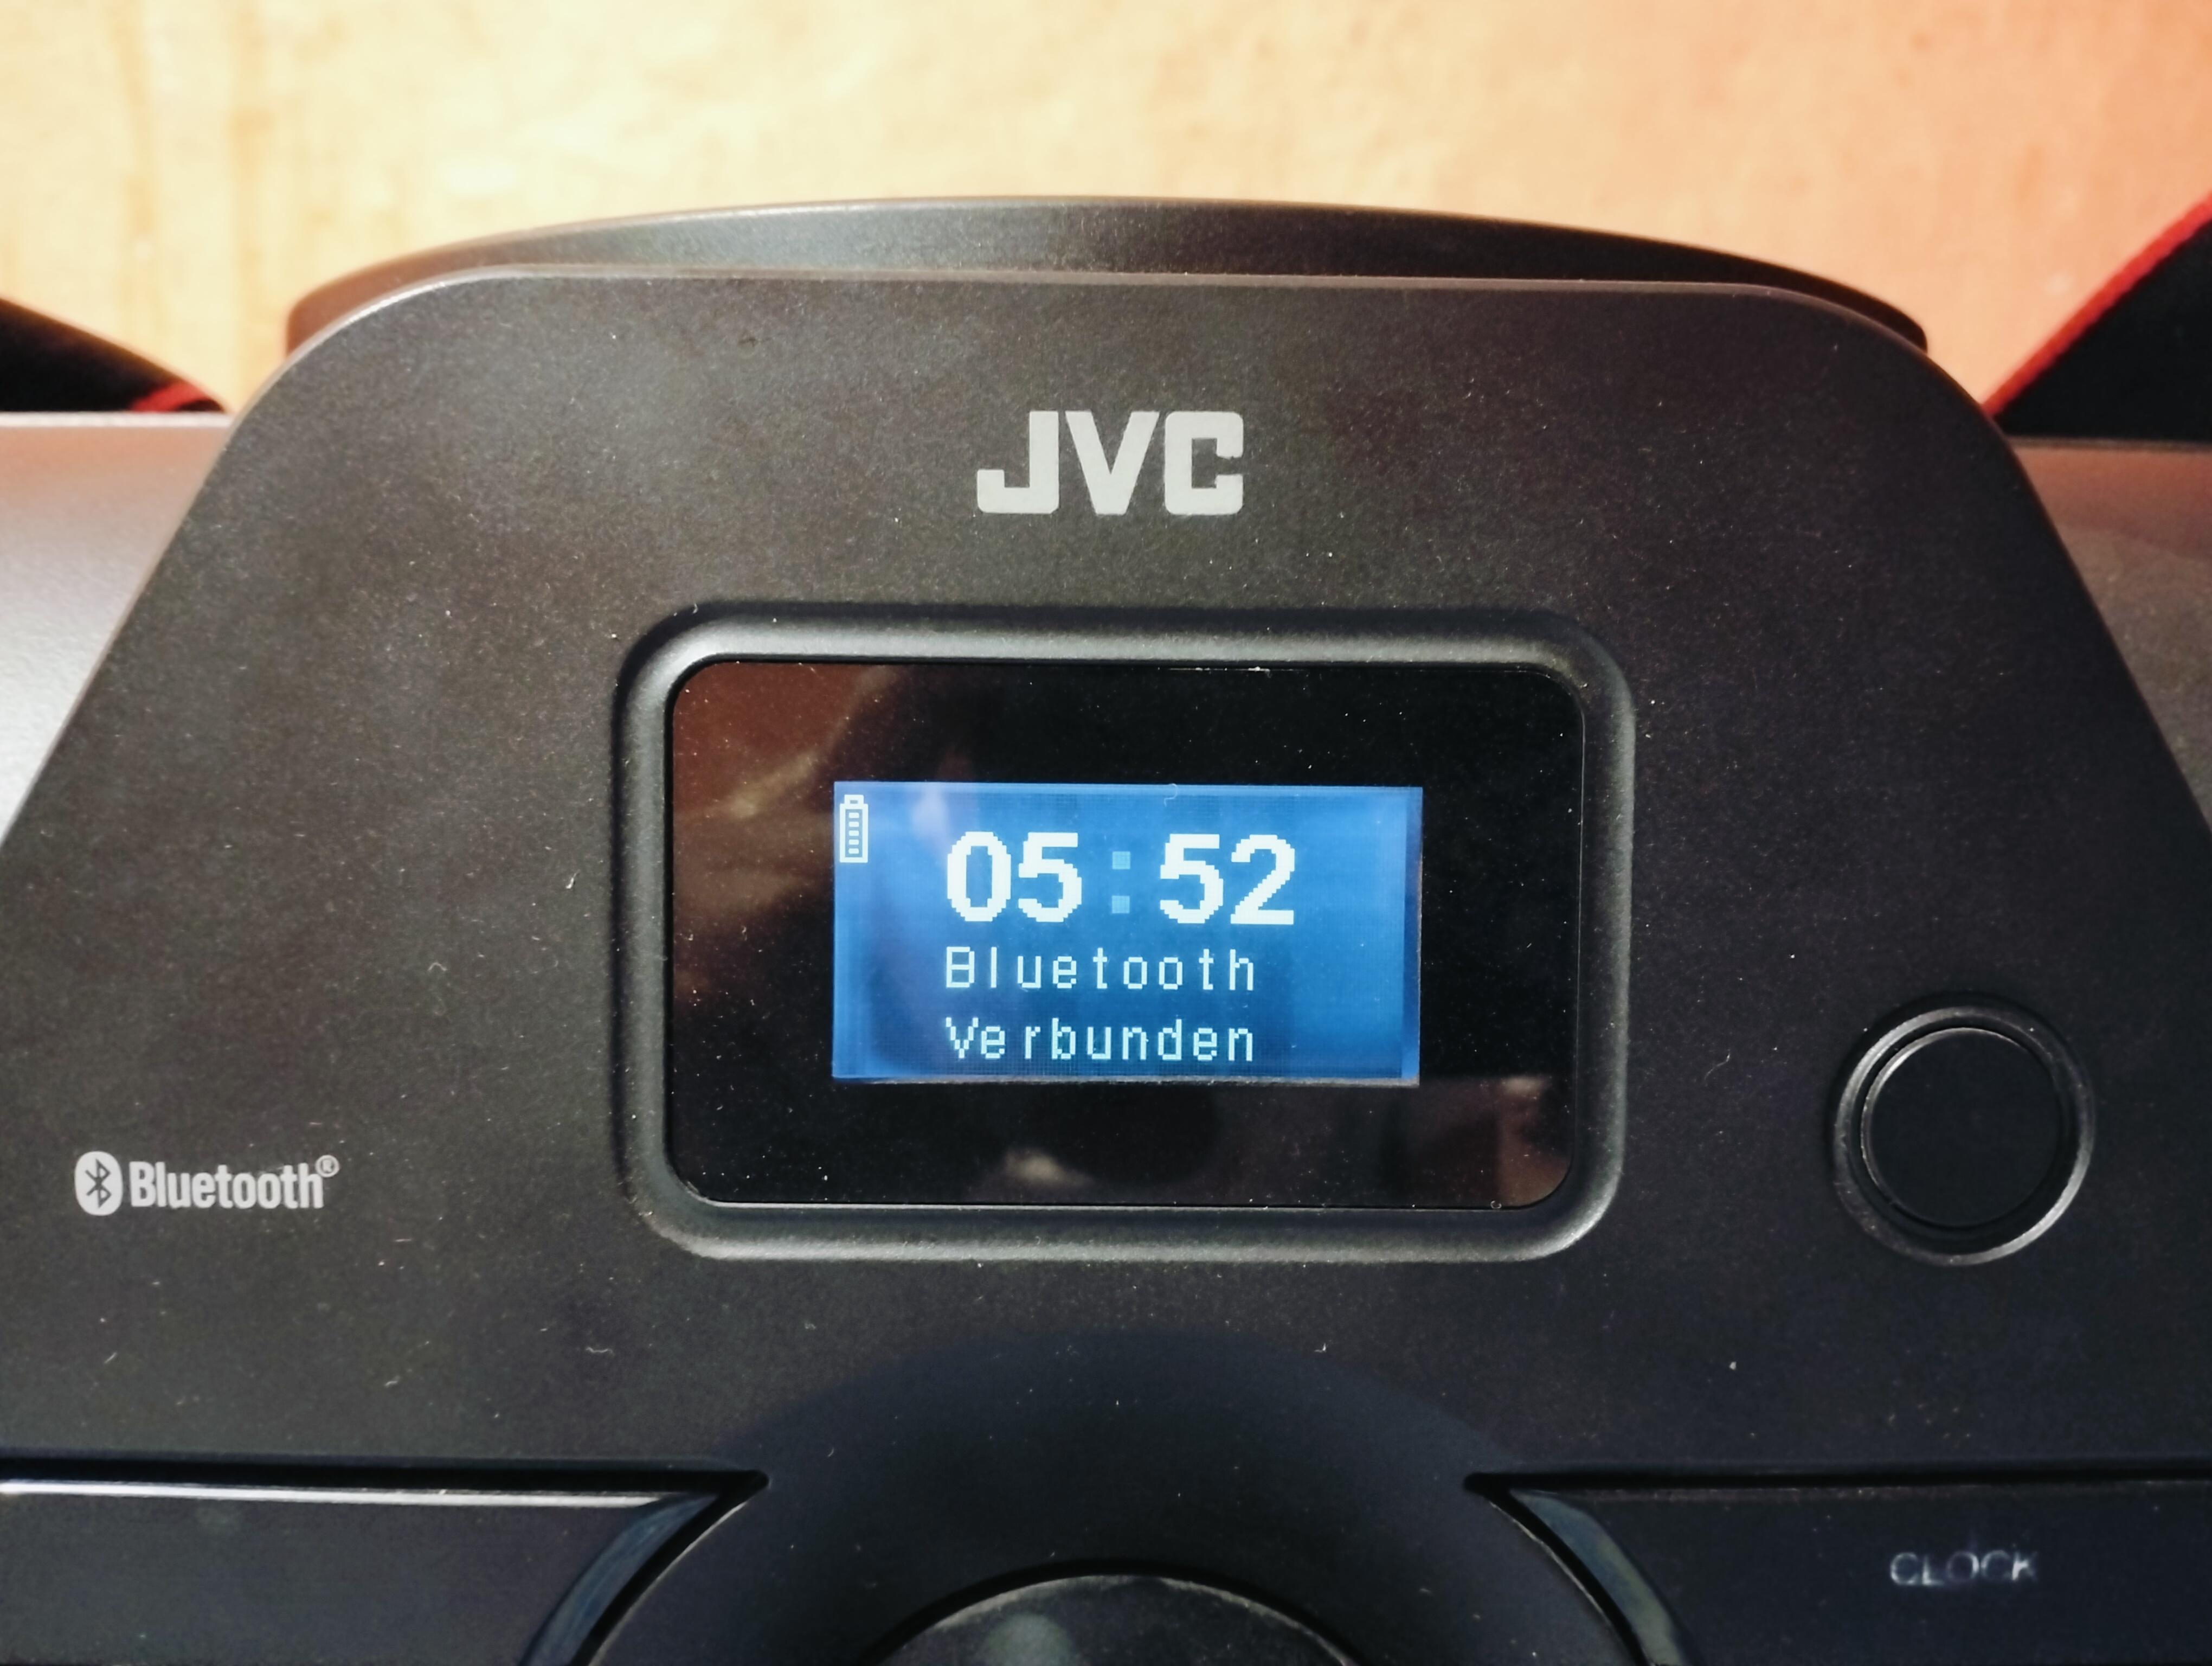 JVC
05:52
Bluetooth
Verbunden
Bluetooth®
CLOCK